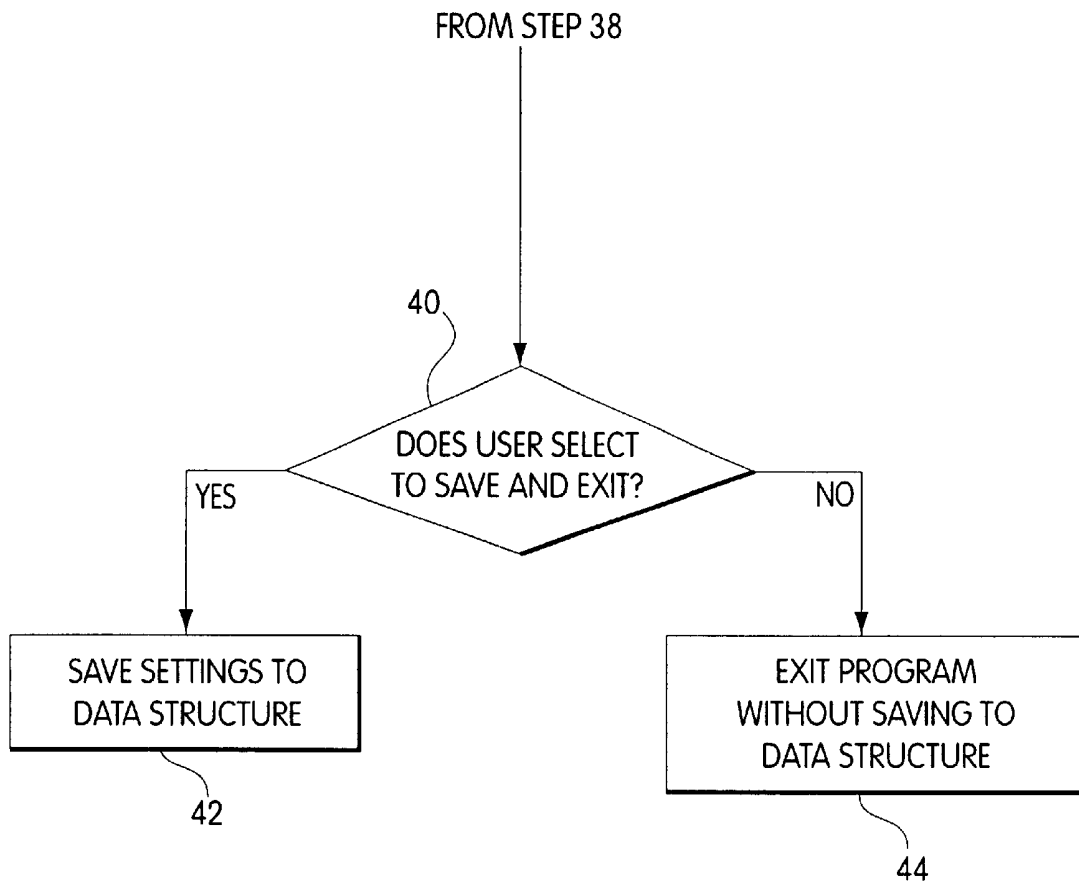 FROM STEP 38
40
DOES USER SELECT
TO SAVE AND EXIT?
YES
NO
SAVE SETTINGS TO
DATA STRUCTURE
42
EXIT PROGRAM
WITHOUT SAVING TO
DATA STRUCTURE
44